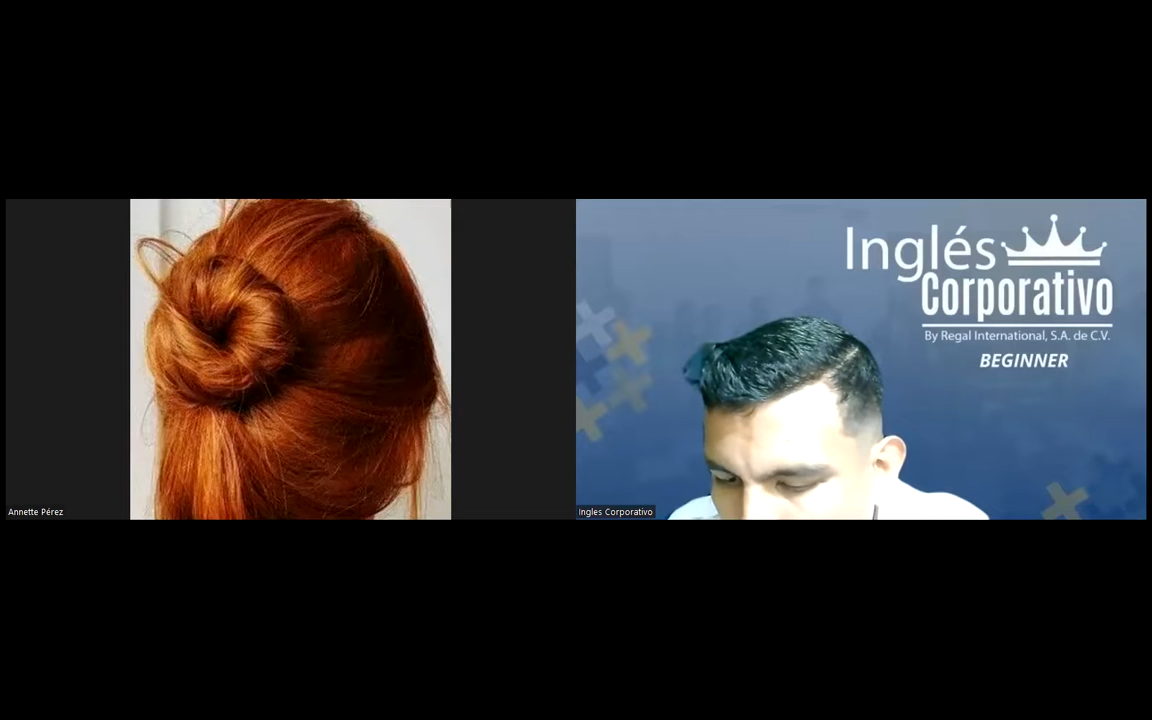 Inglés
Corporativo
By Regal International, S.A. de C.V.
BEGINNER
Annette Pérez
Ingles Corporativo